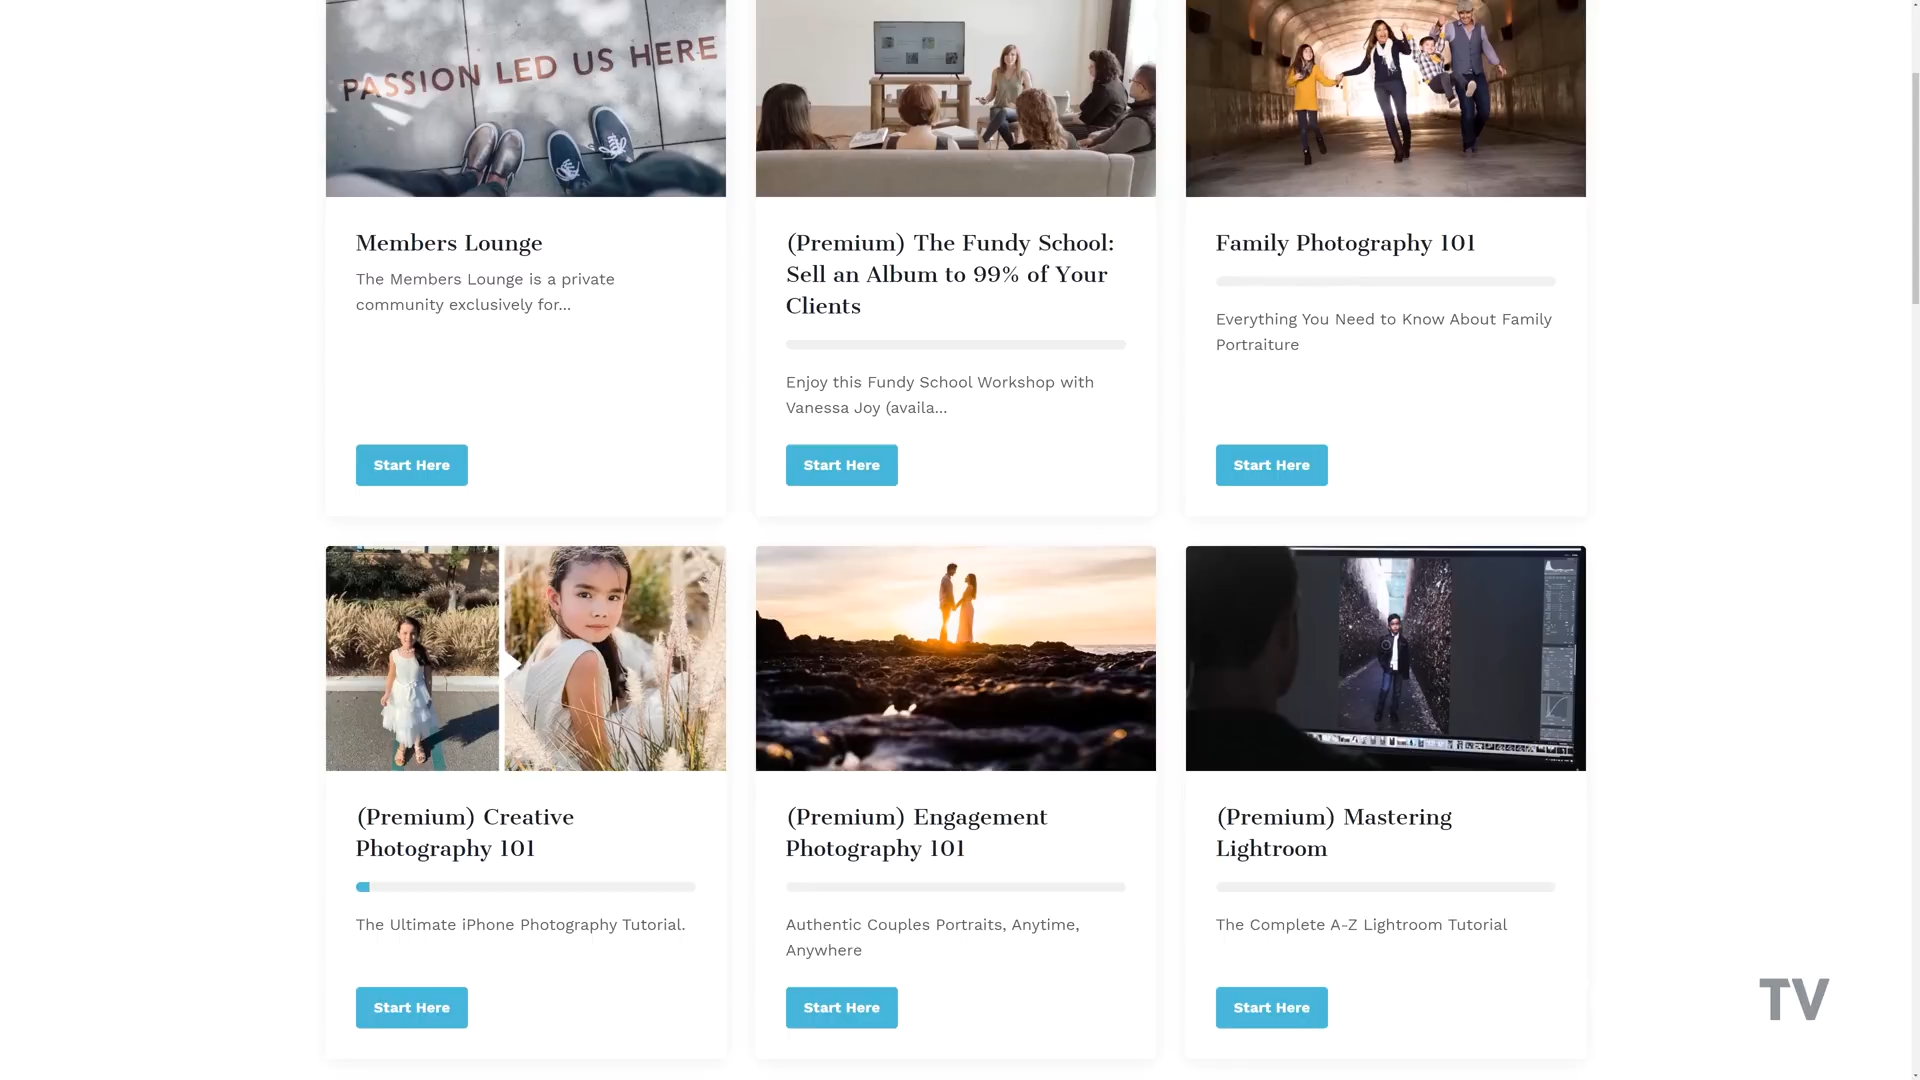 PASSION LED US HERE
Members Lounge
The Members Lounge is a private
community exclusively for...
Start Here
(Premium) The Fundy School:
Sell an Album to 99% of Your
Clients
Enjoy this Fundy School Workshop with
Vanessa Joy (availa...
Start Here
Family Photography 101
Everything You Need to Know About Family
Portraiture
Start Here
(Premium) Creative
Photography 101
The Ultimate iPhone Photography Tutorial.
Start Here
(Premium) Engagement
Photography 101
Authentic Couples Portraits, Anytime,
Anywhere
Start Here
(Premium) Mastering
Lightroom
The Complete A-Z Lightroom Tutorial
Start Here
TV